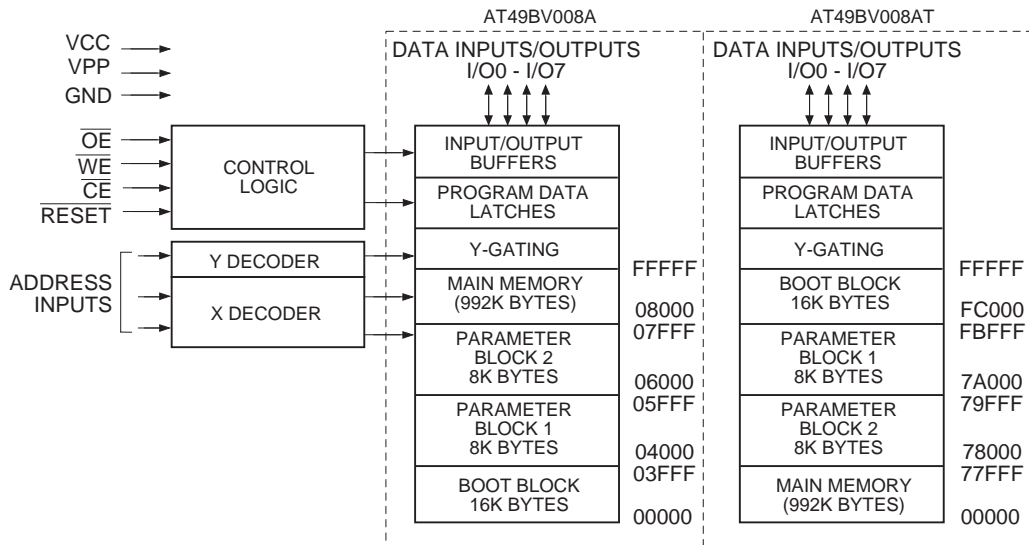 AT49BV008A
AT49BV008AT
VCC
VPP
GND
OE
WE
CE
RESET
ADDRESS
INPUTS
CONTROL
LOGIC
Y DECODER
X DECODER
DATA INPUTS/OUTPUTS
I/O0 - I/O7
INPUT/OUTPUT
BUFFERS
PROGRAM DATA
LATCHES
Y-GATING
MAIN MEMORY
(992K BYTES)
PARAMETER
BLOCK 2
8K BYTES
PARAMETER
BLOCK 1
8K BYTES
BOOT BLOCK
16K BYTES
FFFFF
08000
07FFF
06000
05FFF
04000
03FFF
00000
DATA INPUTS/OUTPUTS
I/O0 - I/O7
INPUT/OUTPUT
BUFFERS
PROGRAM DATA
LATCHES
Y-GATING
BOOT BLOCK
16K BYTES
PARAMETER
BLOCK 1
8K BYTES
PARAMETER
BLOCK 2
8K BYTES
MAIN MEMORY
(992K BYTES)
FFFFF
FC000
FBFFF
7A000
79FFF
78000
77FFF
00000